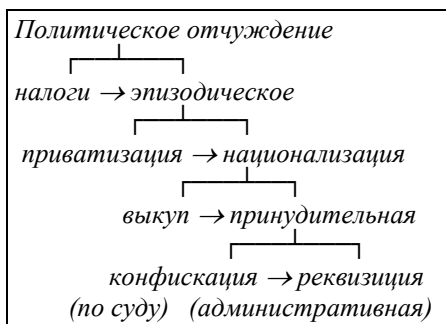 Политическое отчуждение
налоги → эпизодическое
приватизация → национализация
выкуп → принудительная
конфискация → реквизиция
(по суду) (административная)